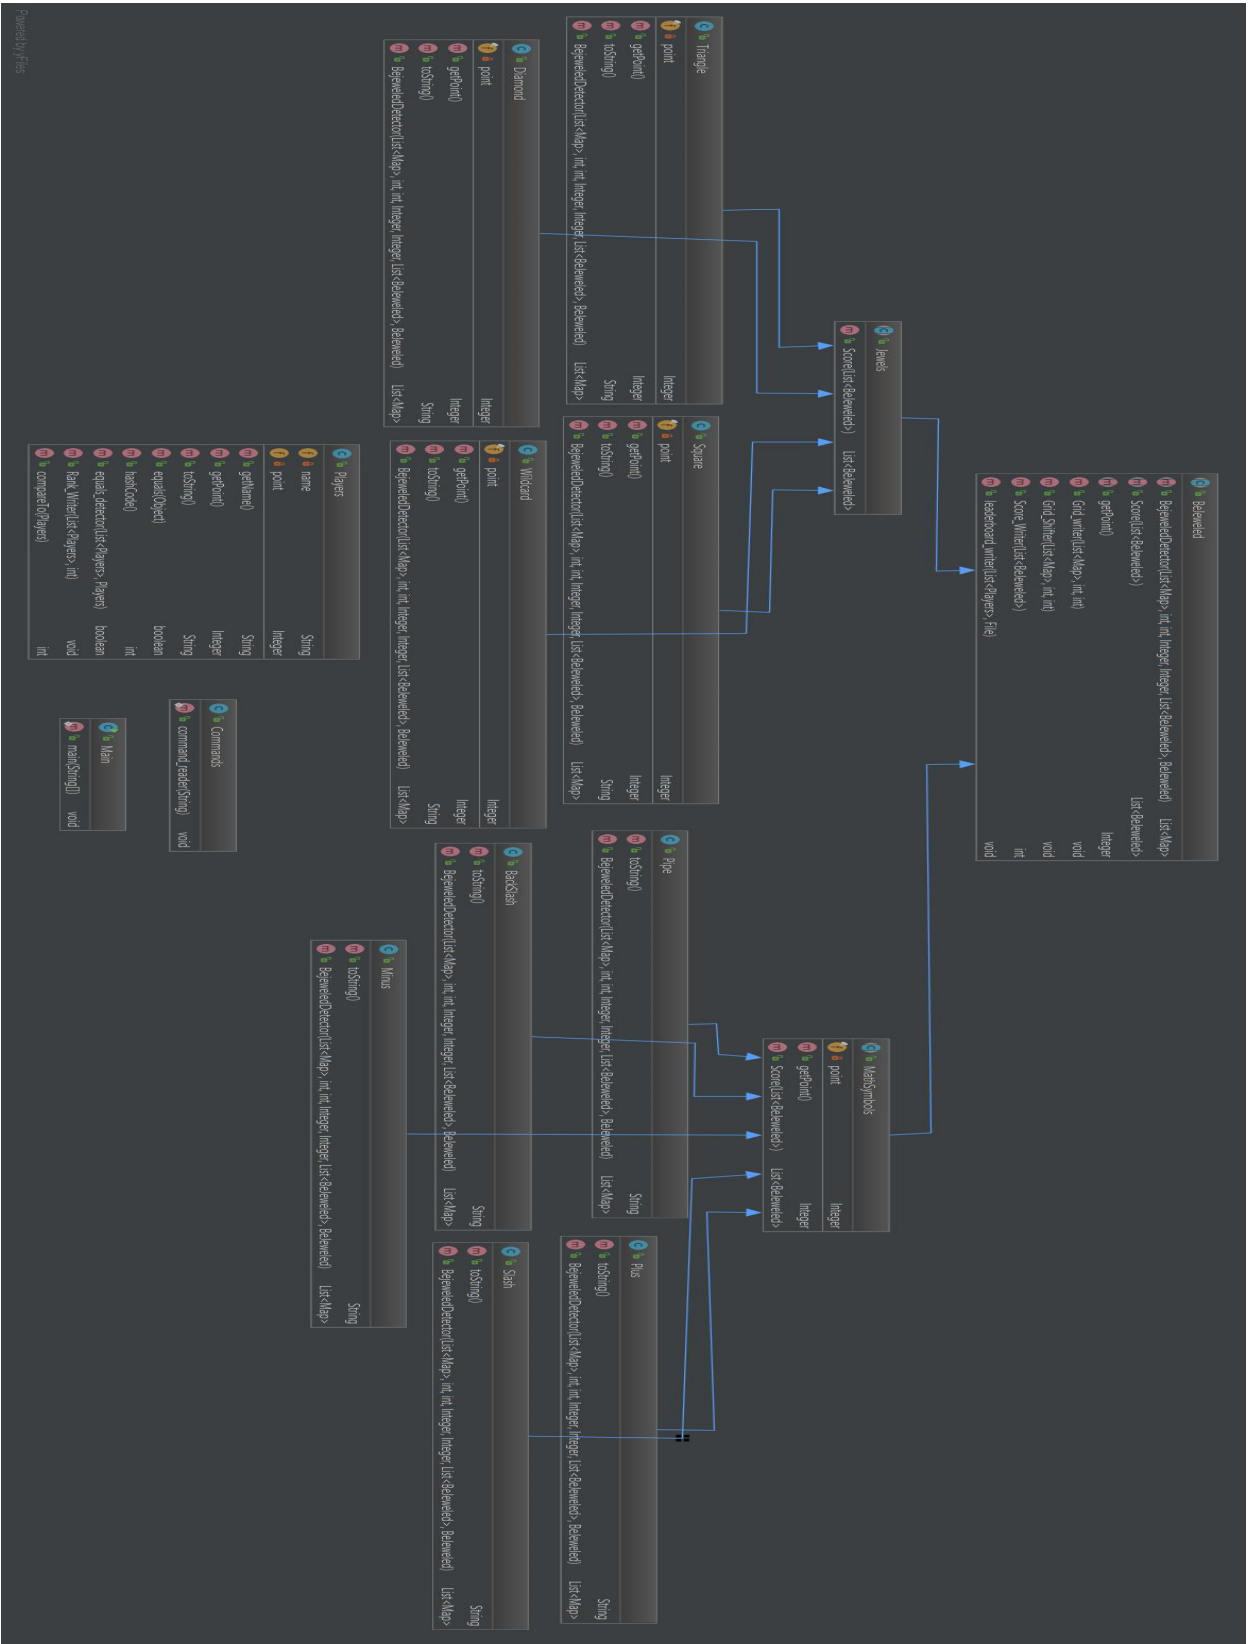 BeJeweled
BejeweledDetector(List<Map>, int, int, Integer, Integer, List<BeJeweled>, BeJeweled) List<Map>
Score(List<BeJeweled>) List<BeJeweled>
getPoint() Integer
Grid_writer(List<Map>, int, int) void
Grid_Shifter(List<Map>, int, int) void
Score_Writer(List<BeJeweled>) int
leaderboard_writer(List<Players>, File) void
Jewels
Score(List<BeJeweled>) List<BeJeweled>
MathSymbols
point Integer
getPoint() Integer
Score(List<BeJeweled>) List<BeJeweled>
Triangle
point Integer
getPoint() Integer
toString() String
BejeweledDetector(List<Map>, int, int, Integer, Integer, List<BeJeweled>, BeJeweled) List<Map>
Square
point Integer
getPoint() Integer
toString() String
BejeweledDetector(List<Map>, int, int, Integer, Integer, List<BeJeweled>, BeJeweled) List<Map>
Pipe
toString() String
BejeweledDetector(List<Map>, int, int, Integer, Integer, List<BeJeweled>, BeJeweled) List<Map>
Plus
toString() String
BejeweledDetector(List<Map>, int, int, Integer, Integer, List<BeJeweled>, BeJeweled) List<Map>
Diamond
point Integer
getPoint() Integer
toString() String
BejeweledDetector(List<Map>, int, int, Integer, Integer, List<BeJeweled>, BeJeweled) List<Map>
Wildcard
point Integer
getPoint() Integer
toString() String
BejeweledDetector(List<Map>, int, int, Integer, Integer, List<BeJeweled>, BeJeweled) List<Map>
BackSlash
toString() String
BejeweledDetector(List<Map>, int, int, Integer, Integer, List<BeJeweled>, BeJeweled) List<Map>
Slash
toString() String
BejeweledDetector(List<Map>, int, int, Integer, Integer, List<BeJeweled>, BeJeweled) List<Map>
Minus
toString() String
BejeweledDetector(List<Map>, int, int, Integer, Integer, List<BeJeweled>, BeJeweled) List<Map>
Players
name String
point Integer
getName() String
getPoint() Integer
toString() String
equals(Object) boolean
hashCode() int
equals_detector(List<Players>, Players) boolean
Rank_Writer(List<Players>, int) void
compareTo(Players) int
Commands
command_reader(String) void
Main
main(String[]) void
Powered by yFiles